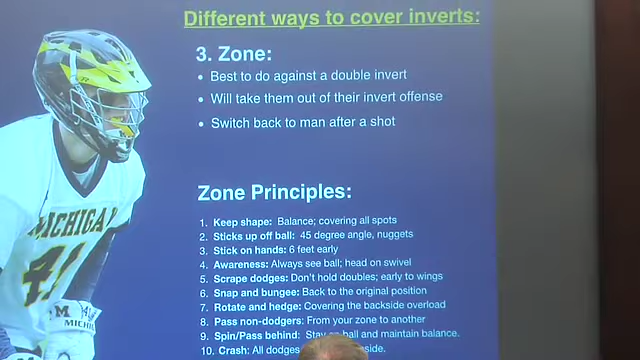 Different ways to cover inverts:
3. Zone:
• Best to do against a double invert
• Will take them out of their invert offense
• Switch back to man after a shot
Zone Principles:
1. Keep shape: Balance; covering all spots
2. Sticks up off ball: 45 degree angle, nuggets
3. Stick on hands: 6 feet early
4. Awareness: Always see ball; head on swivel
5. Scrape dodges: Don't hold doubles; early to wings
6. Snap and bungee: Back to the original position
7. Rotate and hedge: Covering the backside overload
8. Pass non-dodgers: From your zone to another
9. Spin/Pass behind: Stay ball and maintain balance.
10. Crash: All dodges
MICHIGAN
41
M
MICHIG